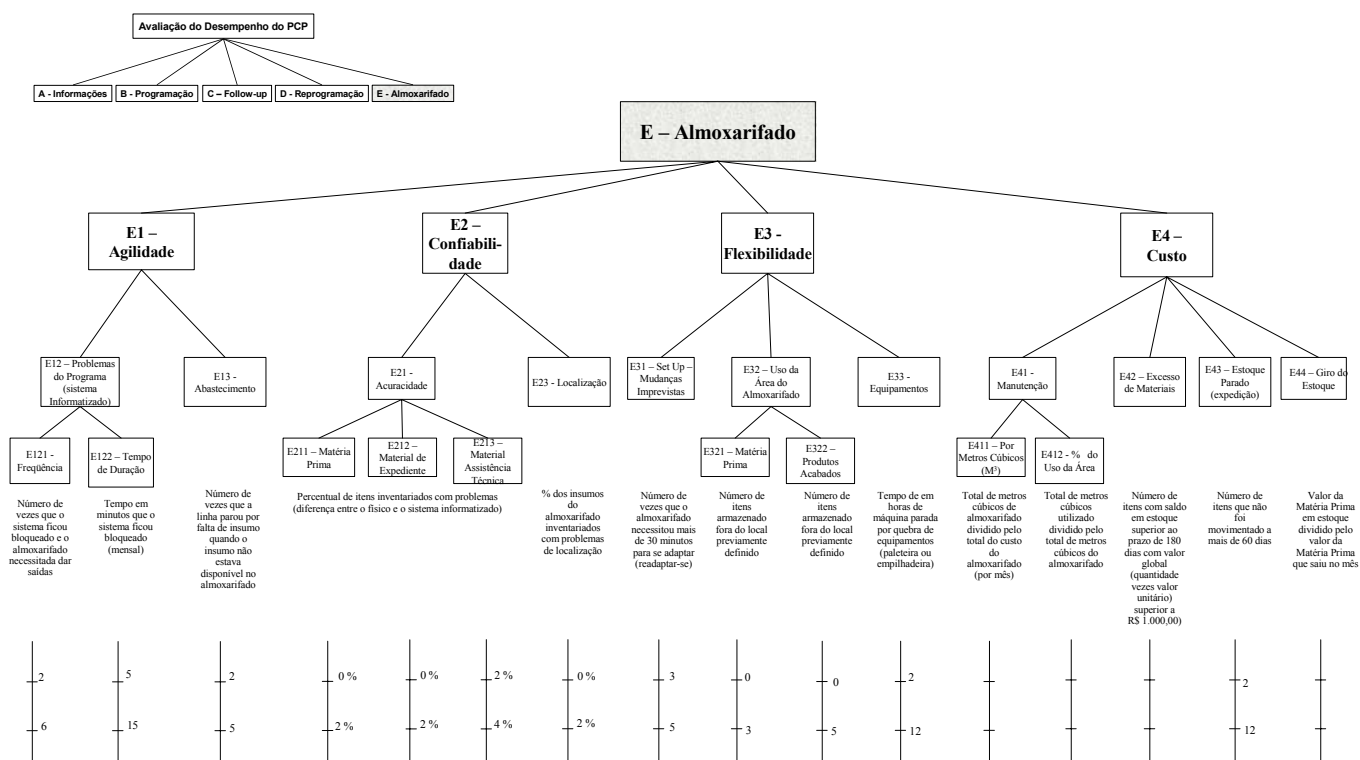 Avaliação do Desempenho do PCP
A - Informações
B - Programação
C – Follow-up
D - Reprogramação
E - Almoxarifado
E – Almoxarifado
E1 –
Agilidade
E2 –
Confiabili-
dade
E3 -
Flexibilidade
E4 –
Custo
E12 – Problemas
do Programa
(sistema
Informatizado)
E13 -
Abastecimento
E21 -
Acuracidade
E23 - Localização
E31 – Set Up –
Mudanças
Imprevistas
E32 – Uso da
Área do
Almoxarifado
E33 -
Equipamentos
E41 -
Manutenção
E42 – Excesso
de Materiais
E43 – Estoque
Parado
(expedição)
E44 – Giro do
Estoque
E121 -
Freqüência
E122 – Tempo
de Duração
E211 – Matéria
Prima
E212 –
Material de
Expediente
E213 –
Material
Assistência
Técnica
E321 – Matéria
Prima
E322 –
Produtos
Acabados
E411 – Por
Metros Cúbicos
(M³)
E412 - % do
Uso da Área
Número de
vezes que o
sistema ficou
bloqueado e o
almoxarifado
necessitada dar
saídas
Tempo em
minutos que o
sistema ficou
bloqueado
(mensal)
Número de
vezes que a
linha parou por
falta de insumo
quando o
insumo não
estava
disponível no
almoxarifado
Percentual de itens inventariados com problemas
(diferença entre o físico e o sistema informatizado)
% dos insumos
do
almoxarifado
inventariados
com problemas
de localização
Número de
vezes que o
almoxarifado
necessitou mais
de 30 minutos
para se adaptar
(readaptar-se)
Número de
itens
armazenado
fora do local
previamente
definido
Número de
itens
armazenado
fora do local
previamente
definido
Tempo de em
horas de
máquina parada
por quebra de
equipamentos
(paleteira ou
empilhadeira)
Total de metros
cúbicos de
almoxarifado
dividido pelo
total do custo
do
almoxarifado
(por mês)
Total de metros
cúbicos
utilizado
dividido pelo
total de metros
cúbicos do
almoxarifado
Número de
itens com saldo
em estoque
superior ao
prazo de 180
dias com valor
global
(quantidade
vezes valor
unitário)
superior a
R$ 1.000,00)
Número de
itens que não
foi
movimentado a
mais de 60 dias
Valor da
Matéria Prima
em estoque
dividido pelo
valor da
Matéria Prima
que saiu no mês
2
5
2
0 %
0 %
2 %
0 %
3
0
0
2
2
6
15
5
2 %
2 %
4 %
2 %
5
3
5
12
12